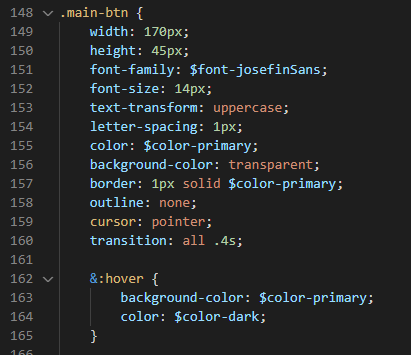 148 .main-btn {
149 width: 170px;
150 height: 45px;
151 font-family: $font-josefinSans;
152 font-size: 14px;
153 text-transform: uppercase;
154 letter-spacing: 1px;
155 color: $color-primary;
156 background-color: transparent;
157 border: 1px solid $color-primary;
158 outline: none;
159 cursor: pointer;
160 transition: all .4s;
161
162 &:hover {
163 background-color: $color-primary;
164 color: $color-dark;
165 }
166